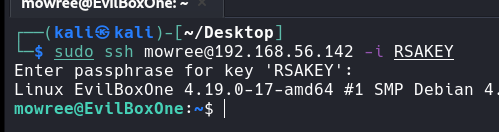 mowree@EvilBoxOne: ~
┌──(kali㉿kali)-[~/Desktop]
└─$ sudo ssh mowree@192.168.56.142 -i RSAKEY
Enter passphrase for key 'RSAKEY':
Linux EvilBoxOne 4.19.0-17-amd64 #1 SMP Debian 4.
mowree@EvilBoxOne:~$